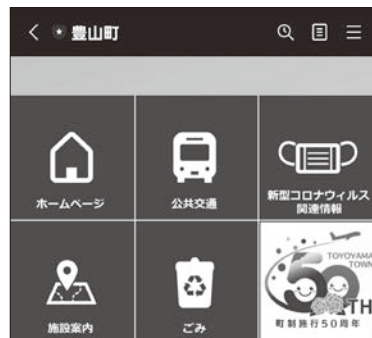 豊山町
ホームページ
公共交通
新型コロナウィルス
関連情報
施設案内
ごみ
TOYOYAMA
TOWN
50TH
町制施行50周年